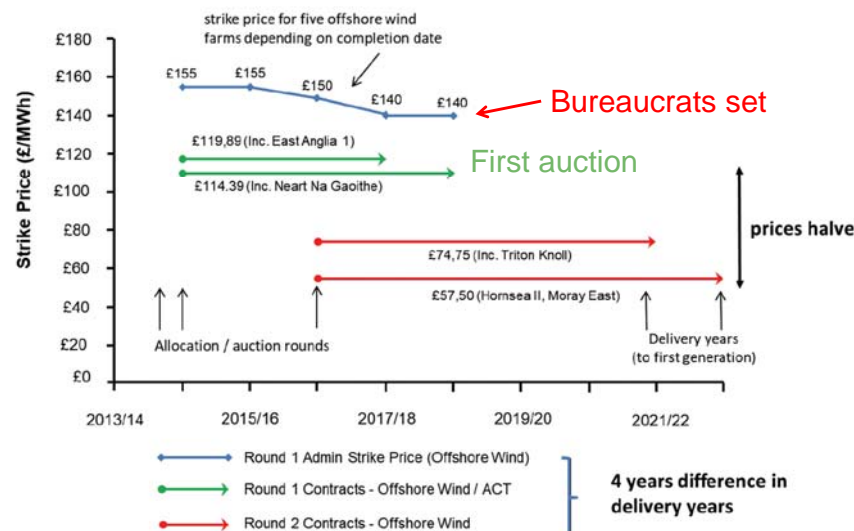 strike price for five offshore wind
farms depending on completion date
£180
£160
£140
£120
£100
£80
£60
£40
£20
£0
Strike Price (£/MWh)
£155
£155
£150
£140
£140
Bureaucrats set
£119,89 (Inc. East Anglia 1)
First auction
£114.39 (Inc. Neart Na Gaoithe)
prices halve
£74,75 (Inc. Triton Knoll)
£57,50 (Hornsea II, Moray East)
Allocation / auction rounds
Delivery years
(to first generation)
2013/14
2015/16
2017/18
2019/20
2021/22
Round 1 Admin Strike Price (Offshore Wind)
Round 1 Contracts - Offshore Wind / ACT
Round 2 Contracts - Offshore Wind
4 years difference in
delivery years